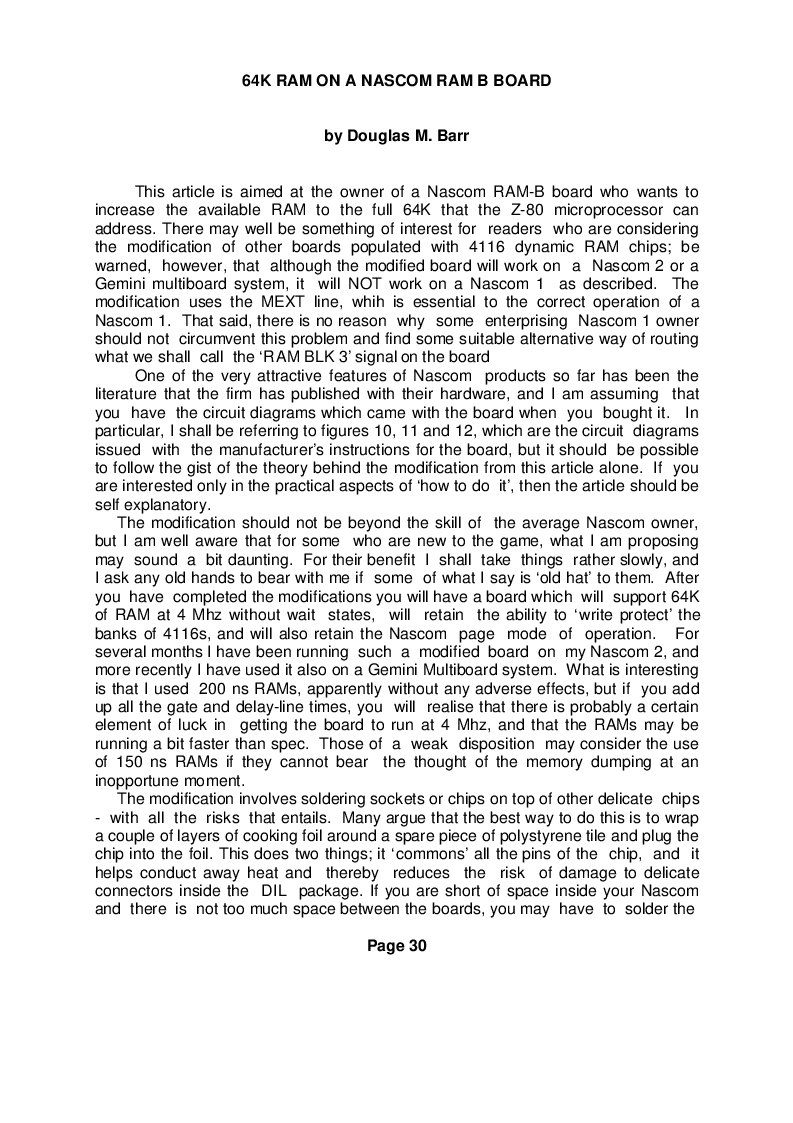 64K RAM ON A NASCOM RAM B BOARD
by Douglas M. Barr
This article is aimed at the owner of a Nascom RAM-B board who wants to
increase the available RAM to the full 64K that the Z-80 microprocessor can
address. There may well be something of interest for readers who are considering
the modification of other boards populated with 4116 dynamic RAM chips; be
warned, however, that although the modified board will work on a Nascom 2 or a
Gemini multiboard system, it will NOT work on a Nascom 1 as described. The
modification uses the MEXT line, whih is essential to the correct operation of a
Nascom 1. That said, there is no reason why some enterprising Nascom 1 owner
should not circumvent this problem and find some suitable alternative way of routing
what we shall call the ‘RAM BLK 3’ signal on the board
One of the very attractive features of Nascom products so far has been the
literature that the firm has published with their hardware, and I am assuming that
you have the circuit diagrams which came with the board when you bought it. In
particular, I shall be referring to figures 10, 11 and 12, which are the circuit diagrams
issued with the manufacturer’s instructions for the board, but it should be possible
to follow the gist of the theory behind the modification from this article alone. If you
are interested only in the practical aspects of ‘how to do it’, then the article should be
self explanatory.
The modification should not be beyond the skill of the average Nascom owner,
but I am well aware that for some who are new to the game, what I am proposing
may sound a bit daunting. For their benefit I shall take things rather slowly, and
I ask any old hands to bear with me if some of what I say is ‘old hat’ to them. After
you have completed the modifications you will have a board which will support 64K
of RAM at 4 Mhz without wait states, will retain the ability to ‘write protect’ the
banks of 4116s, and will also retain the Nascom page mode of operation. For
several months I have been running such a modified board on my Nascom 2, and
more recently I have used it also on a Gemini Multiboard system. What is interesting
is that I used 200 ns RAMs, apparently without any adverse effects, but if you add
up all the gate and delay-line times, you will realise that there is probably a certain
element of luck in getting the board to run at 4 Mhz, and that the RAMs may be
running a bit faster than spec. Those of a weak disposition may consider the use
of 150 ns RAMs if they cannot bear the thought of the memory dumping at an
inopportune moment.
The modification involves soldering sockets or chips on top of other delicate chips
- with all the risks that entails. Many argue that the best way to do this is to wrap
a couple of layers of cooking foil around a spare piece of polystyrene tile and plug the
chip into the foil. This does two things; it ‘commons’ all the pins of the chip, and it
helps conduct away heat and thereby reduces the risk of damage to delicate
connectors inside the DIL package. If you are short of space inside your Nascom
and there is not too much space between the boards, you may have to solder the
Page 30